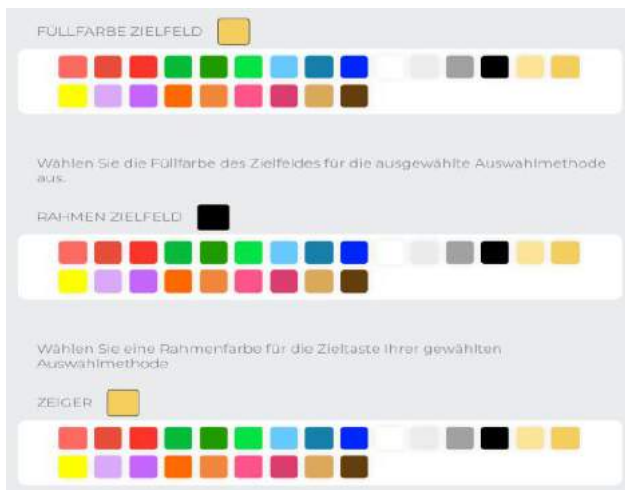 FÜLLFARBE ZIELFELD
Wählen Sie die Füllfarbe des Zielfeldes für die ausgewählte Auswahlmethode
aus.
RAHMEN ZIELFELD
Wählen Sie eine Rahmenfarbe für die Zieltaste Ihrer gewählten
Auswahlmethode
ZEIGER